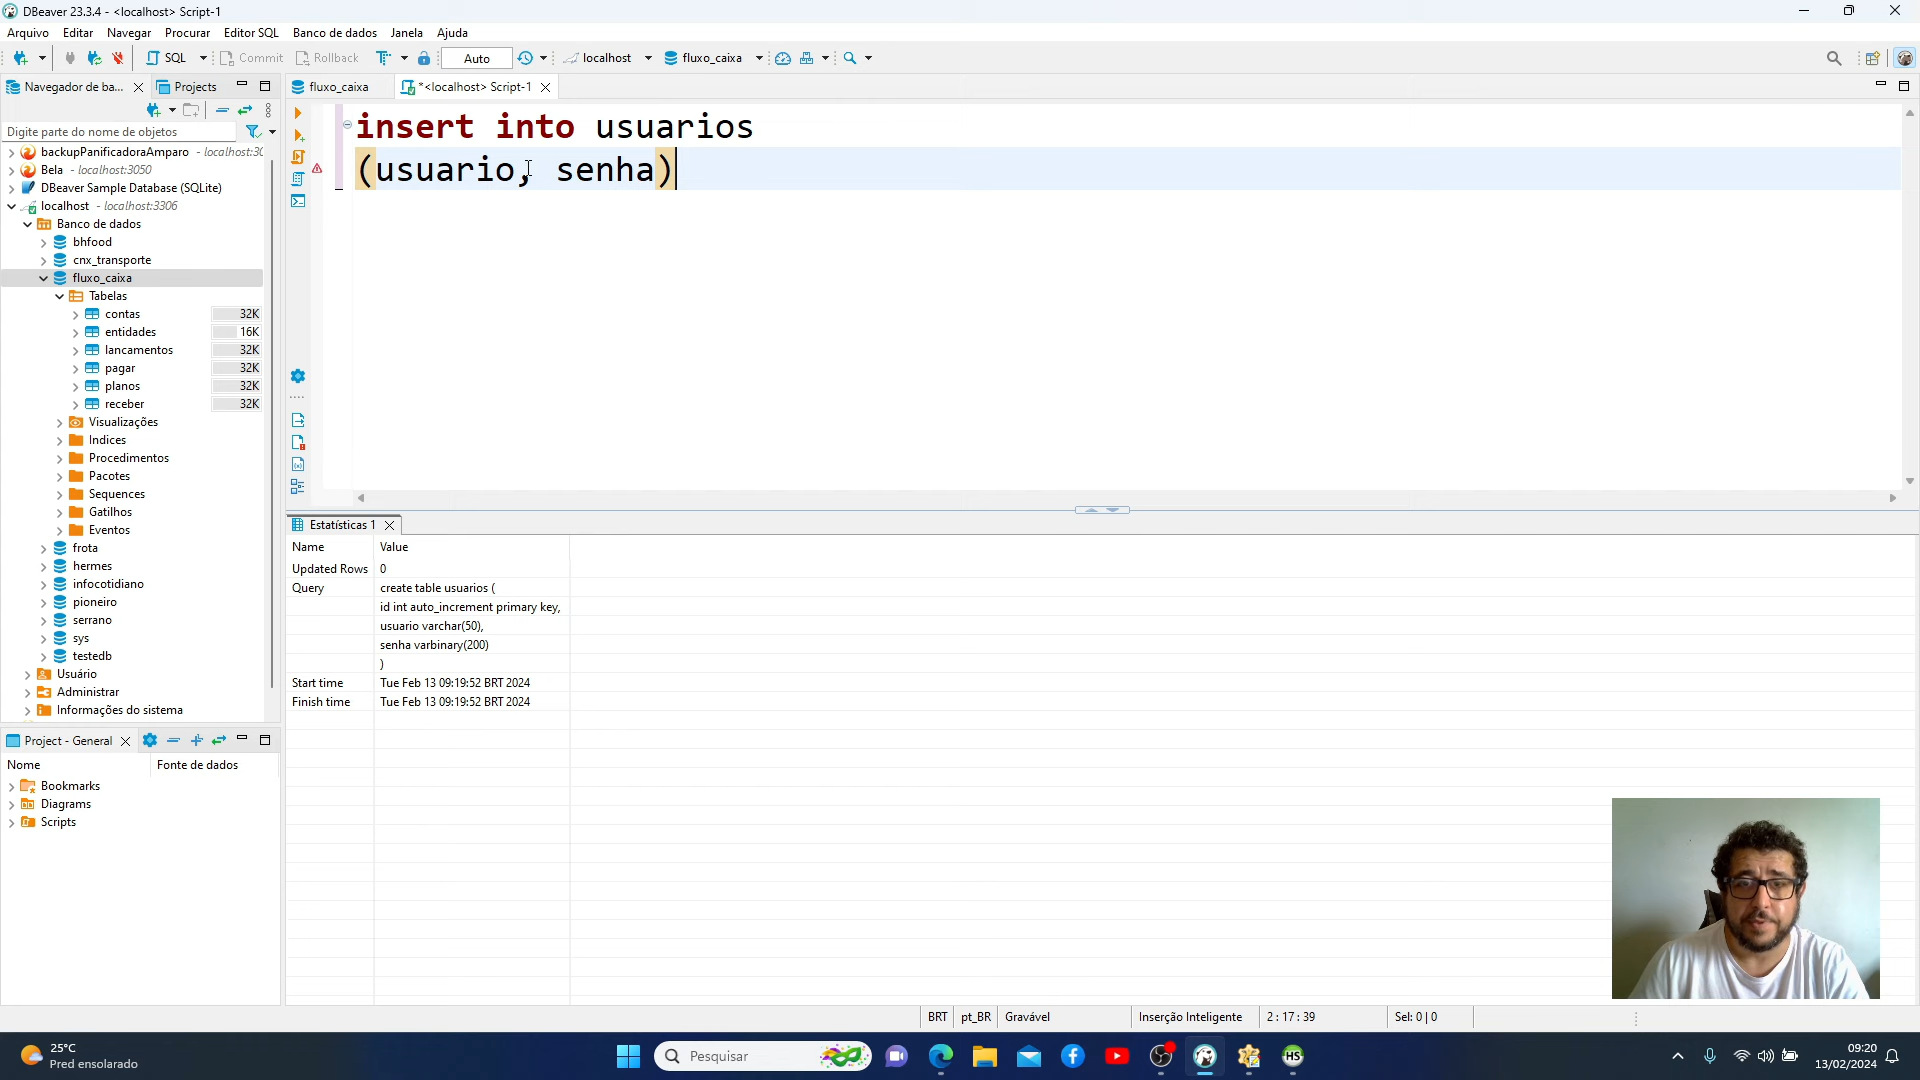 DBeaver 23.3.4 - <localhost> Script-1
Arquivo Editar Navegar Procurar Editor SQL Banco de dados Janela Ajuda
SQL Commit Rollback Auto localhost fluxo_caixa
Navegador de ba... Projects fluxo_caixa *<localhost> Script-1
Digite parte do nome de objetos
insert into usuarios
(usuario, senha)
backupPanificadoraAmparo - localhost:30
Bela - localhost:3050
DBeaver Sample Database (SQLite)
localhost - localhost:3306
Banco de dados
bhfood
cnx_transporte
fluxo_caixa
Tabelas
contas 32K
entidades 16K
lancamentos 32K
pagar 32K
planos 32K
receber 32K
Visualizações
Indices
Procedimentos
Pacotes
Sequences
Gatilhos
Eventos
frota
hermes
infocotidiano
pioneiro
serrano
sys
testedb
Usuário
Administrar
Informações do sistema
Estatísticas 1
Name Value
Updated Rows 0
Query create table usuarios (
id int auto_increment primary key,
usuario varchar(50),
senha varbinary(200)
)
Start time Tue Feb 13 09:19:52 BRT 2024
Finish time Tue Feb 13 09:19:52 BRT 2024
Project - General
Nome Fonte de dados
Bookmarks
Diagrams
Scripts
BRT pt_BR Gravável Inserção Inteligente 2 : 17 : 39 Sel: 0 | 0
25°C
Pred ensolarado
Pesquisar
HS
09:20
13/02/2024